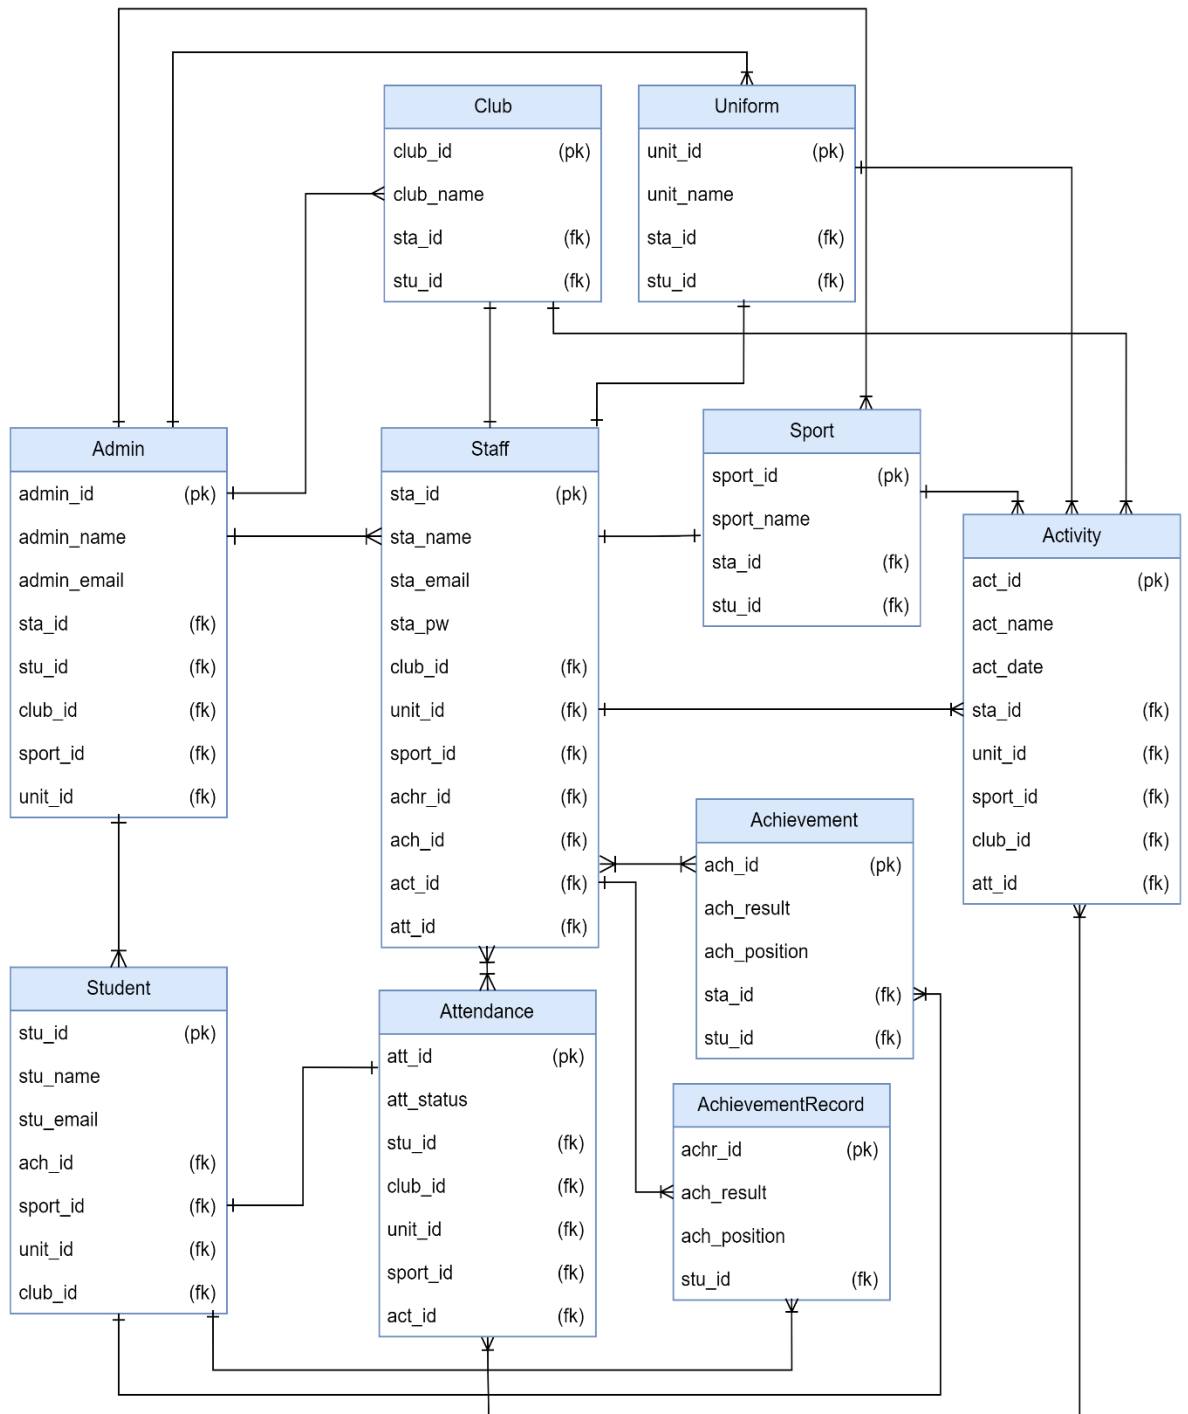 Club
club_id (pk)
club_name
sta_id (fk)
stu_id (fk)
Uniform
unit_id (pk)
unit_name
sta_id (fk)
stu_id (fk)
Admin
admin_id (pk)
admin_name
admin_email
sta_id (fk)
stu_id (fk)
club_id (fk)
sport_id (fk)
unit_id (fk)
Staff
sta_id (pk)
sta_name
sta_email
sta_pw
club_id (fk)
unit_id (fk)
sport_id (fk)
achr_id (fk)
ach_id (fk)
act_id (fk)
att_id (fk)
Sport
sport_id (pk)
sport_name
sta_id (fk)
stu_id (fk)
Activity
act_id (pk)
act_name
act_date
sta_id (fk)
unit_id (fk)
sport_id (fk)
club_id (fk)
att_id (fk)
Achievement
ach_id (pk)
ach_result
ach_position
sta_id (fk)
stu_id (fk)
Student
stu_id (pk)
stu_name
stu_email
ach_id (fk)
sport_id (fk)
unit_id (fk)
club_id (fk)
Attendance
att_id (pk)
att_status
stu_id (fk)
club_id (fk)
unit_id (fk)
sport_id (fk)
act_id (fk)
AchievementRecord
achr_id (pk)
ach_result
ach_position
stu_id (fk)